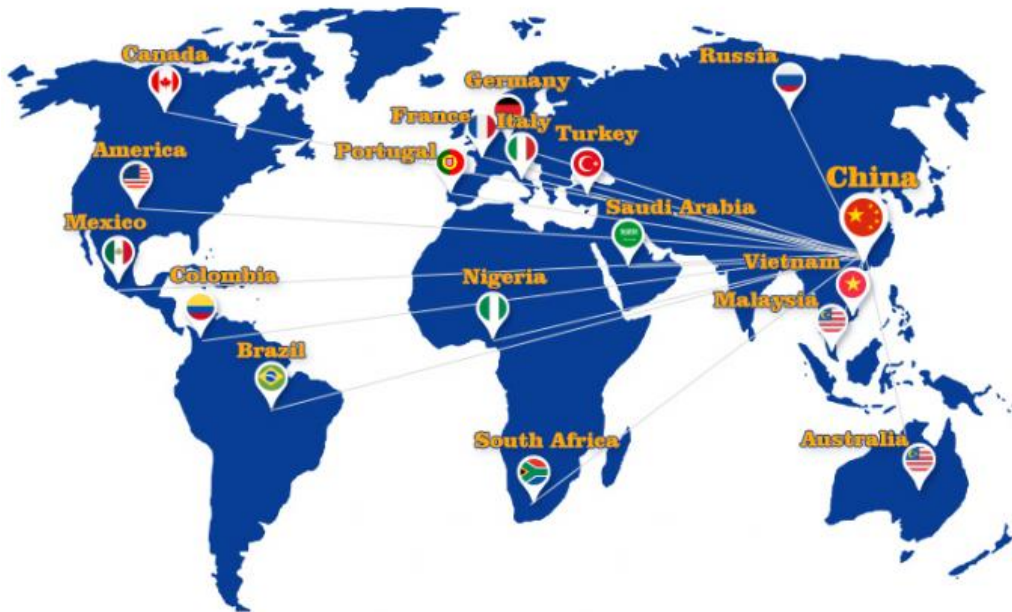 Canada
Russia
Germany
France
Italy
Turkey
America
Portugal
China
Saudi Arabia
Mexico
Vietnam
Colombia
Nigeria
Malaysia
Brazil
South Africa
Australia